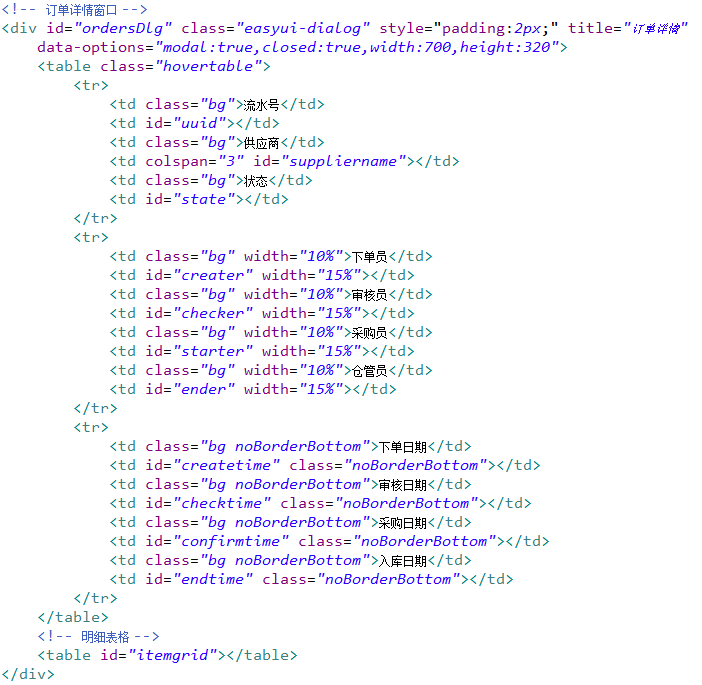 <!-- 订单详情窗口 -->
<div id="ordersDlg" class="easyui-dialog" style="padding:2px;" title="订单详情"
    data-options="modal:true,closed:true,width:700,height:320">
    <table class="hovertable">
        <tr>
            <td class="bg">流水号</td>
            <td id="uuid"></td>
            <td class="bg">供应商</td>
            <td colspan="3" id="suppliername"></td>
            <td class="bg">状态</td>
            <td id="state"></td>
        </tr>
        <tr>
            <td class="bg" width="10%">下单员</td>
            <td id="creater" width="15%"></td>
            <td class="bg" width="10%">审核员</td>
            <td id="checker" width="15%"></td>
            <td class="bg" width="10%">采购员</td>
            <td id="starter" width="15%"></td>
            <td class="bg" width="10%">仓管员</td>
            <td id="ender" width="15%"></td>
        </tr>
        <tr>
            <td class="bg noBorderBottom">下单日期</td>
            <td id="createtime" class="noBorderBottom"></td>
            <td class="bg noBorderBottom">审核日期</td>
            <td id="checktime" class="noBorderBottom"></td>
            <td class="bg noBorderBottom">采购日期</td>
            <td id="confirmtime" class="noBorderBottom"></td>
            <td class="bg noBorderBottom">入库日期</td>
            <td id="endtime" class="noBorderBottom"></td>
        </tr>
    </table>
    <!-- 明细表格 -->
    <table id="itemgrid"></table>
</div>